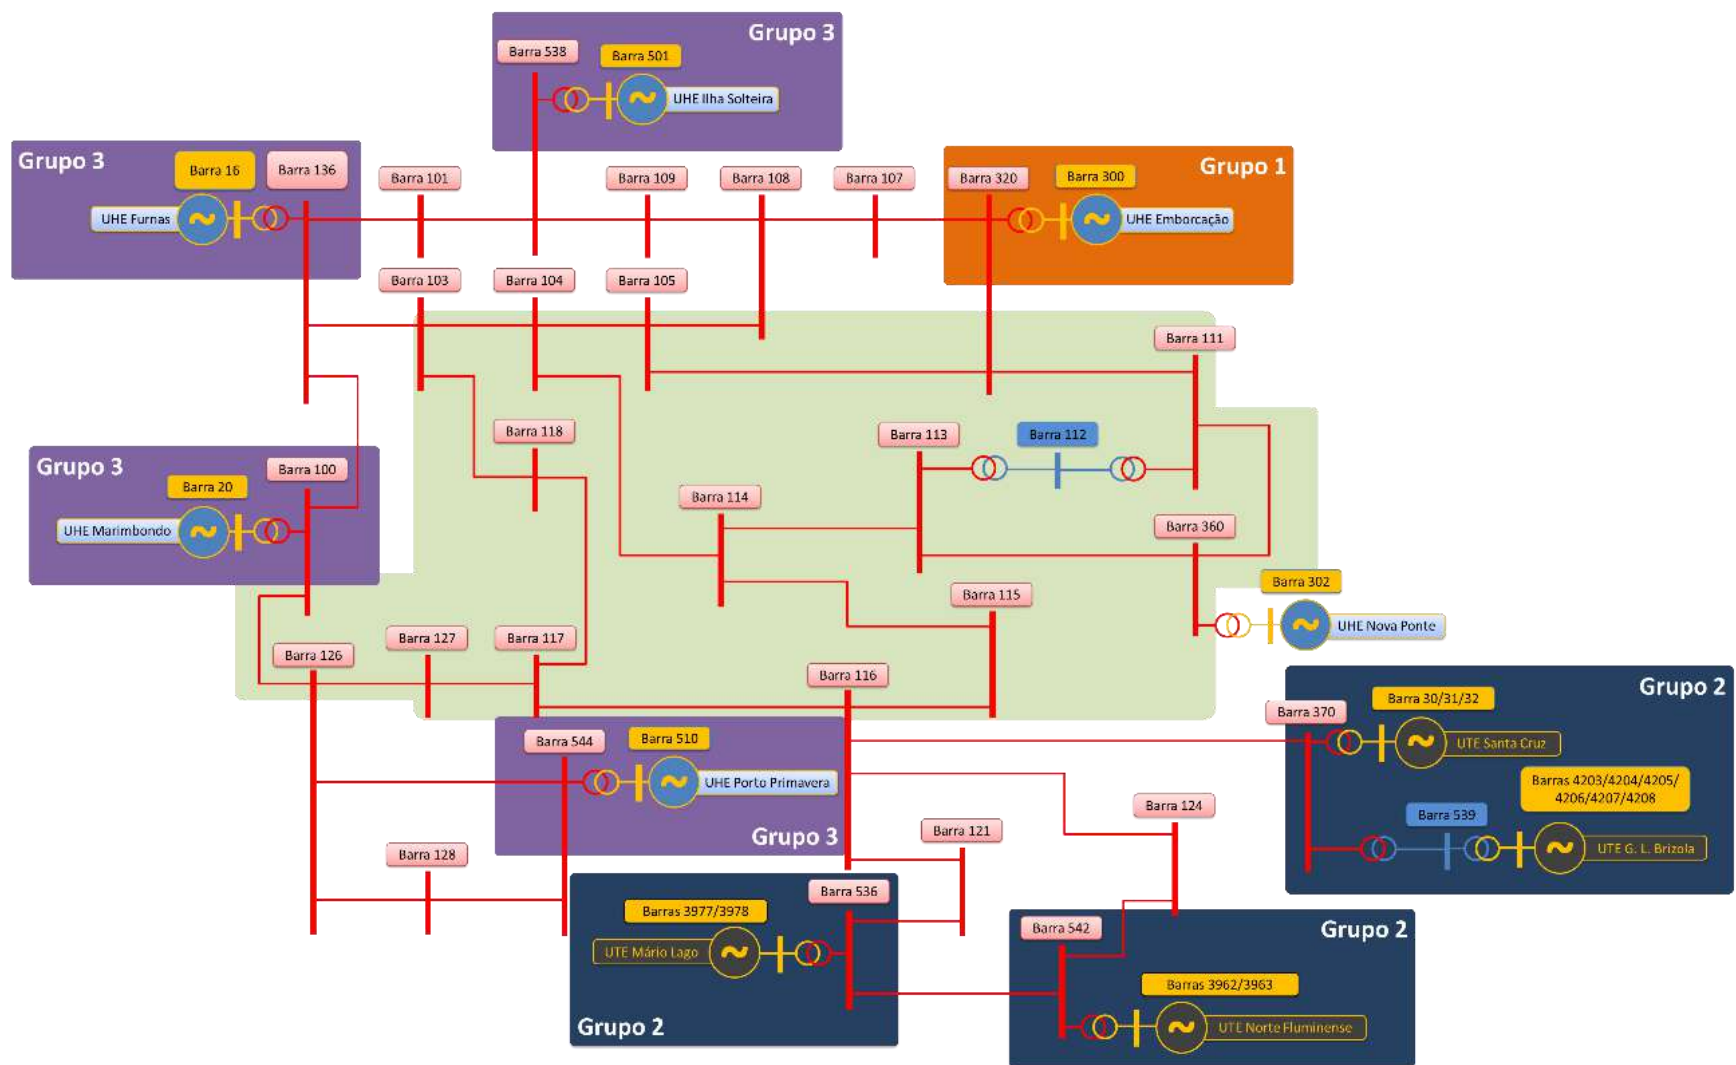 Grupo 3
Barra 538
Barra 501
UHE Ilha Solteira
Grupo 3
Barra 16
Barra 136
UHE Furnas
Barra 101
Barra 109
Barra 108
Barra 107
Grupo 1
Barra 320
Barra 300
UHE Emborcação
Barra 103
Barra 104
Barra 105
Barra 111
Barra 118
Barra 113
Barra 112
Grupo 3
Barra 100
Barra 20
UHE Marimbondo
Barra 114
Barra 360
Barra 302
UHE Nova Ponte
Barra 115
Barra 126
Barra 127
Barra 117
Barra 116
Grupo 2
Barra 370
Barra 30/31/32
UTE Santa Cruz
Barras 4203/4204/4205/
4206/4207/4208
Barra 539
UTE G. L. Brizola
Barra 544
Barra 510
UHE Porto Primavera
Grupo 3
Barra 124
Barra 121
Barra 128
Barra 536
Barras 3977/3978
UTE Mário Lago
Grupo 2
Barra 542
Grupo 2
Barras 3962/3963
UTE Norte Fluminense